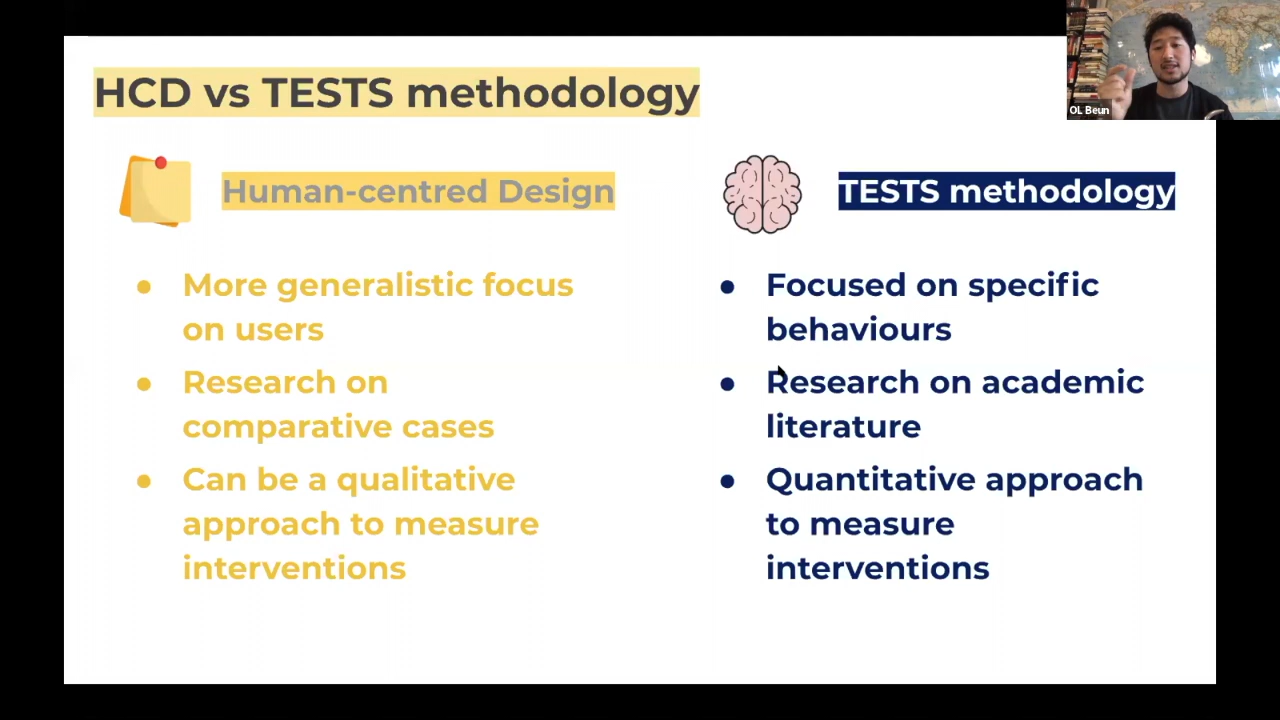 HCD vs TESTS methodology
OL Beun
Human-centred Design
● More generalistic focus
on users
● Research on
comparative cases
● Can be a qualitative
approach to measure
interventions
TESTS methodology
● Focused on specific
behaviours
● Research on academic
literature
● Quantitative approach
to measure
interventions